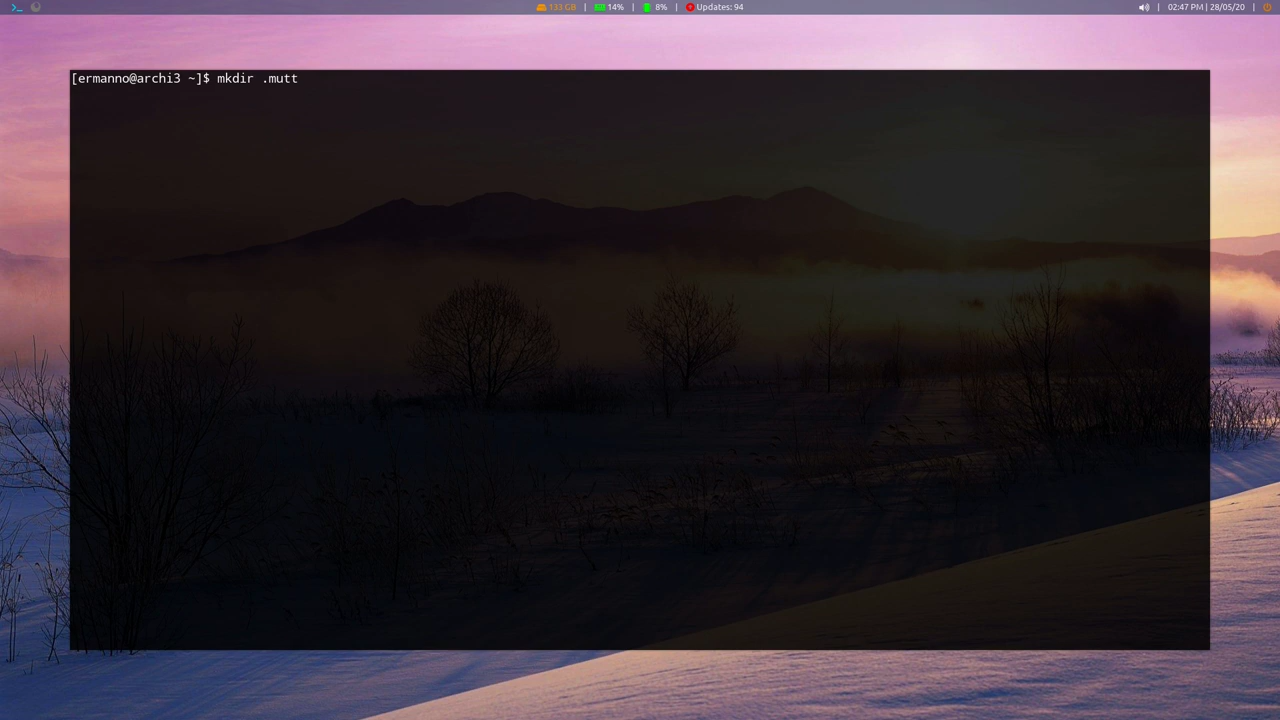 >_ 133 GB | 14% | 8% | Updates: 94 | 02:47 PM | 28/05/20 |
[ermanno@archi3 ~]$ mkdir .mutt